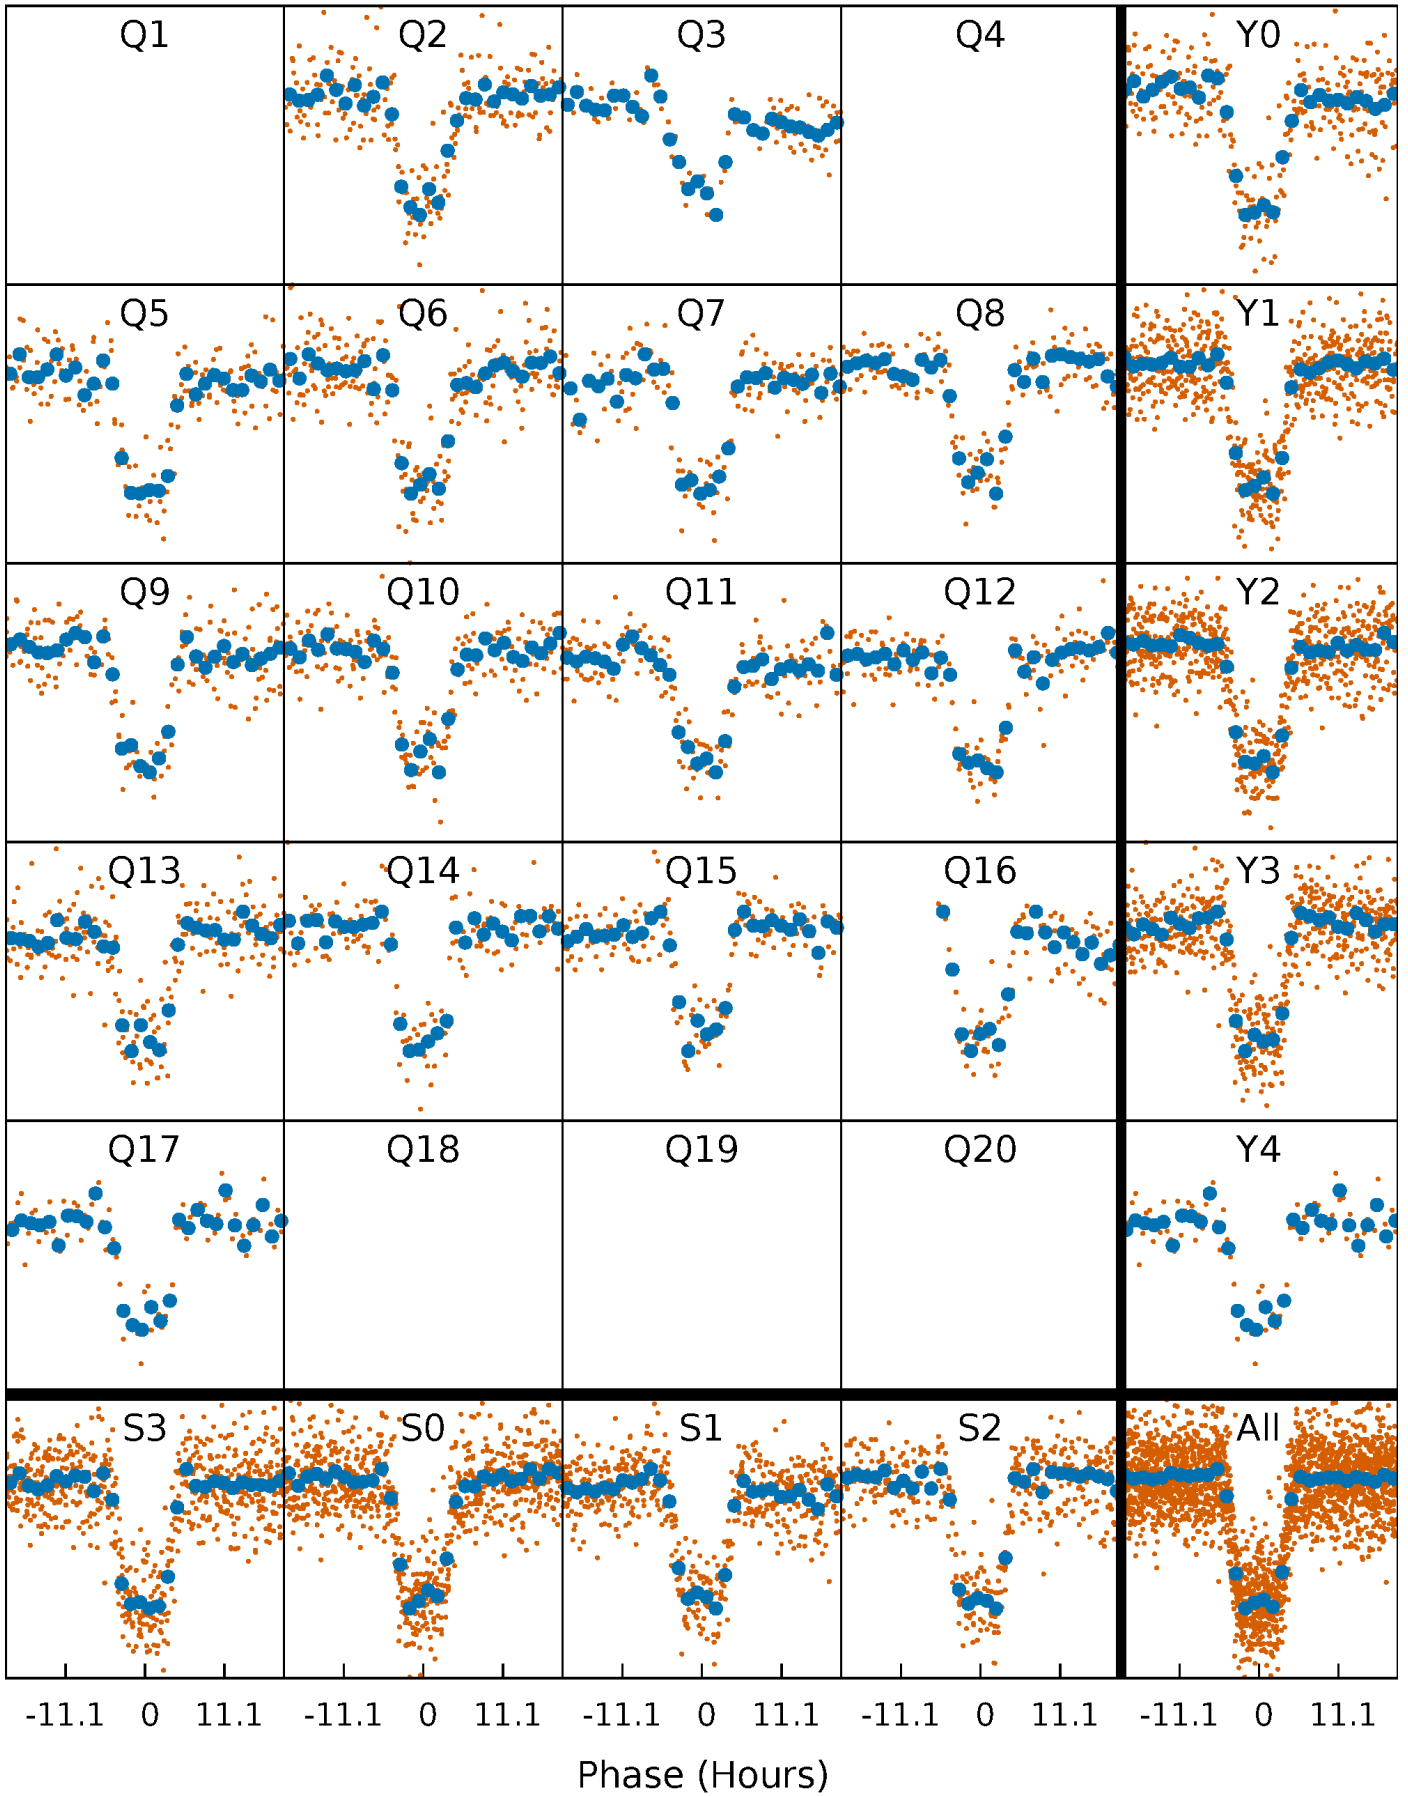 Q1 Q2 Q3 Q4 Y0
Q5 Q6 Q7 Q8 Y1
Q9 Q10 Q11 Q12 Y2
Q13 Q14 Q15 Q16 Y3
Q17 Q18 Q19 Q20 Y4
S3 S0 S1 S2 All
-11.1 0 11.1 -11.1 0 11.1 -11.1 0 11.1 -11.1 0 11.1 -11.1 0 11.1
Phase (Hours)